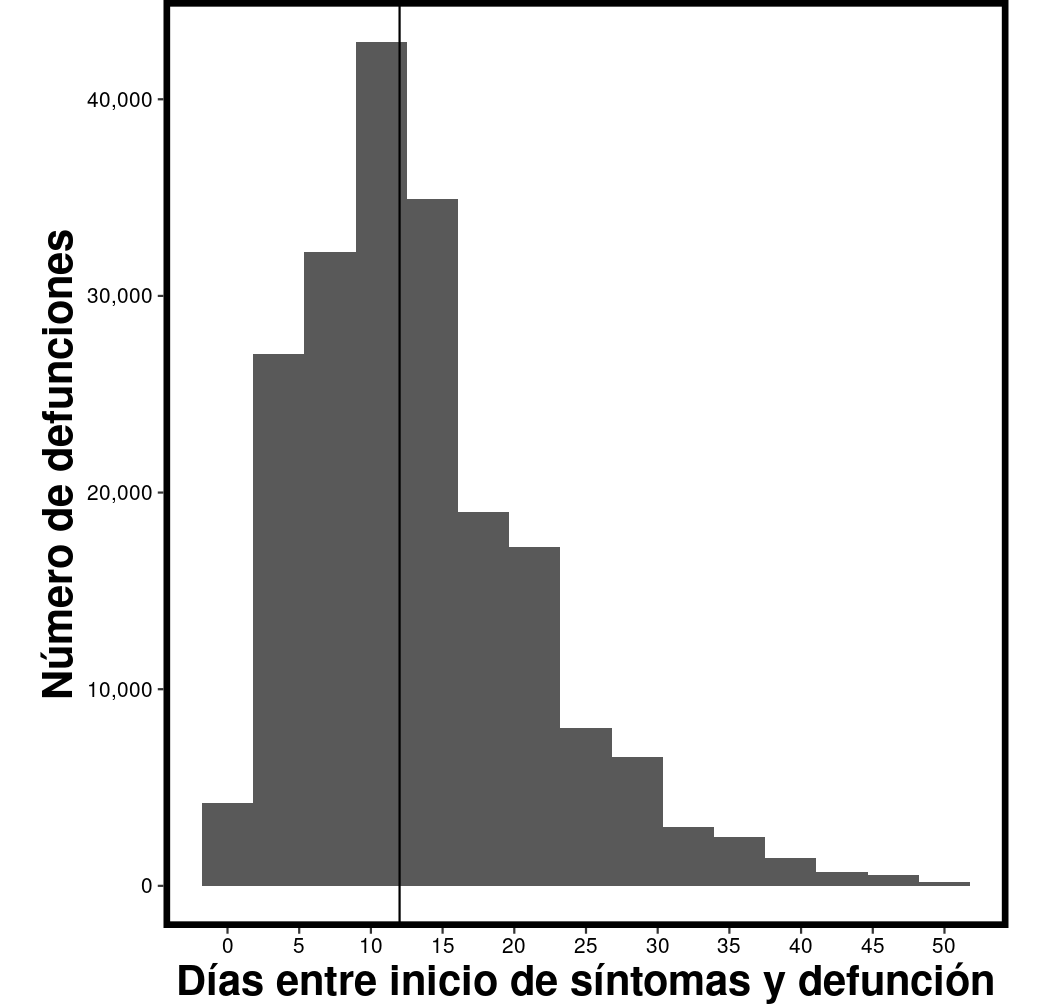 40,000
30,000
20,000
10,000
0
Número de defunciones
0 5 10 15 20 25 30 35 40 45 50
Días entre inicio de síntomas y defunción